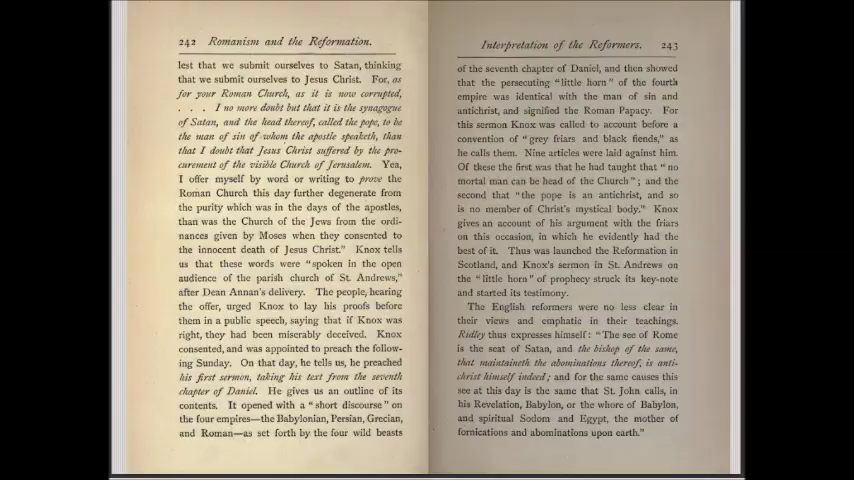 242 Romanism and the Reformation.
lest that we submit ourselves to Satan, thinking
that we submit ourselves to Jesus Christ. For, as
for your Roman Church, as it is now corrupted,
. . . I no more doubt but that it is the synagogue
of Satan, and the head thereof, called the pope, to be
the man of sin of whom the apostle speaketh, than
that I doubt that Jesus Christ suffered by the pro-
curement of the visible Church of Jerusalem. Yea,
I offer myself by word or writing to prove the
Roman Church this day further degenerate from
the purity which was in the days of the apostles,
than was the Church of the Jews from the ordi-
nances given by Moses when they consented to
the innocent death of Jesus Christ." Knox tells
us that these words were "spoken in the open
audience of the parish church of St. Andrews,"
after Dean Annan's delivery. The people, hearing
the offer, urged Knox to lay his proofs before
them in a public speech, saying that if Knox was
right, they had been miserably deceived. Knox
consented, and was appointed to preach the follow-
ing Sunday. On that day, he tells us, he preached
his first sermon, taking his text from the seventh
chapter of Daniel. He gives us an outline of its
contents. It opened with a "short discourse" on
the four empires—the Babylonian, Persian, Grecian,
and Roman—as set forth by the four wild beasts
Interpretation of the Reformers. 243
of the seventh chapter of Daniel, and then showed
that the persecuting "little horn" of the fourth
empire was identical with the man of sin and
antichrist, and signified the Roman Papacy. For
this sermon Knox was called to account before a
convention of "grey friars and black fiends," as
he calls them. Nine articles were laid against him.
Of these the first was that he had taught that "no
mortal man can be head of the Church"; and the
second that "the pope is an antichrist, and so
is no member of Christ's mystical body." Knox
gives an account of his argument with the friars
on this occasion, in which he evidently had the
best of it. Thus was launched the Reformation in
Scotland, and Knox's sermon in St. Andrews on
the "little horn" of prophecy struck its key-note
and started its testimony.
The English reformers were no less clear in
their views and emphatic in their teachings.
Ridley thus expresses himself: "The see of Rome
is the seat of Satan, and the bishop of the same,
that maintaineth the abominations thereof, is anti-
christ himself indeed; and for the same causes this
see at this day is the same that St. John calls, in
his Revelation, Babylon, or the whore of Babylon,
and spiritual Sodom and Egypt, the mother of
fornications and abominations upon earth."